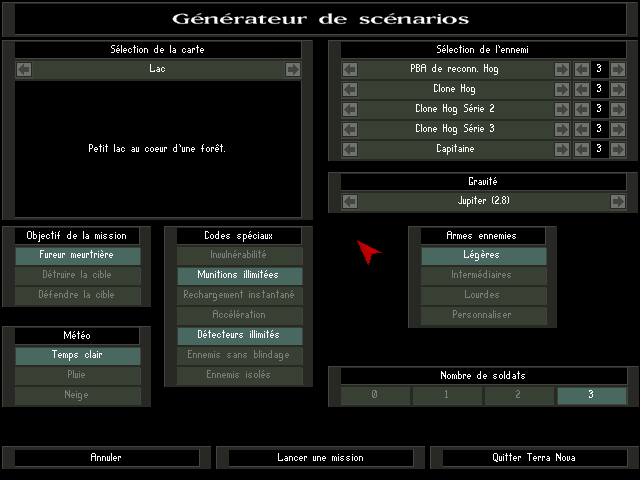 Générateur de scénarios
Sélection de la carte
Lac
Petit lac au coeur d'une forêt.
Sélection de l'ennemi
PBA de reconn. Hog 3
Clone Hog 3
Clone Hog Série 2 3
Clone Hog Série 3 3
Capitaine 3
Gravité
Jupiter (2.8)
Objectif de la mission
Fureur meurtrière
Détruire la cible
Défendre la cible
Météo
Temps clair
Pluie
Neige
Codes spéciaux
Invulnérabilité
Munitions illimitées
Rechargement instantané
Accélération
Détecteurs illimités
Ennemis sans blindage
Ennemis isolés
Armes ennemies
Légères
Intermédiaires
Lourdes
Personnaliser
Nombre de soldats
0 1 2 3
Annuler
Lancer une mission
Quitter Terra Nova